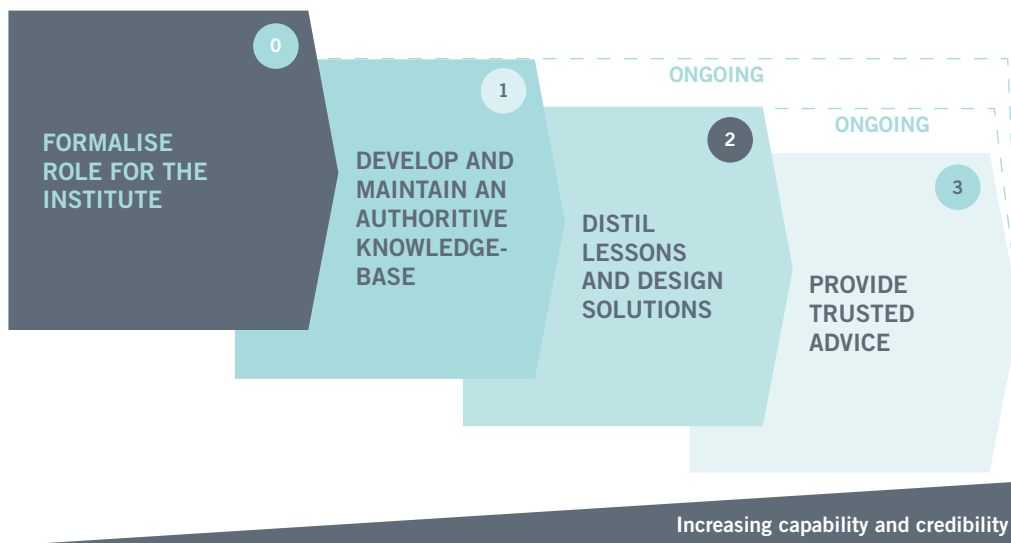 0
FORMALISE
ROLE FOR THE
INSTITUTE
1
DEVELOP AND
MAINTAIN AN
AUTHORITIVE
KNOWLEDGE-
BASE
ONGOING
2
DISTIL
LESSONS
AND DESIGN
SOLUTIONS
ONGOING
3
PROVIDE
TRUSTED
ADVICE
Increasing capability and credibility